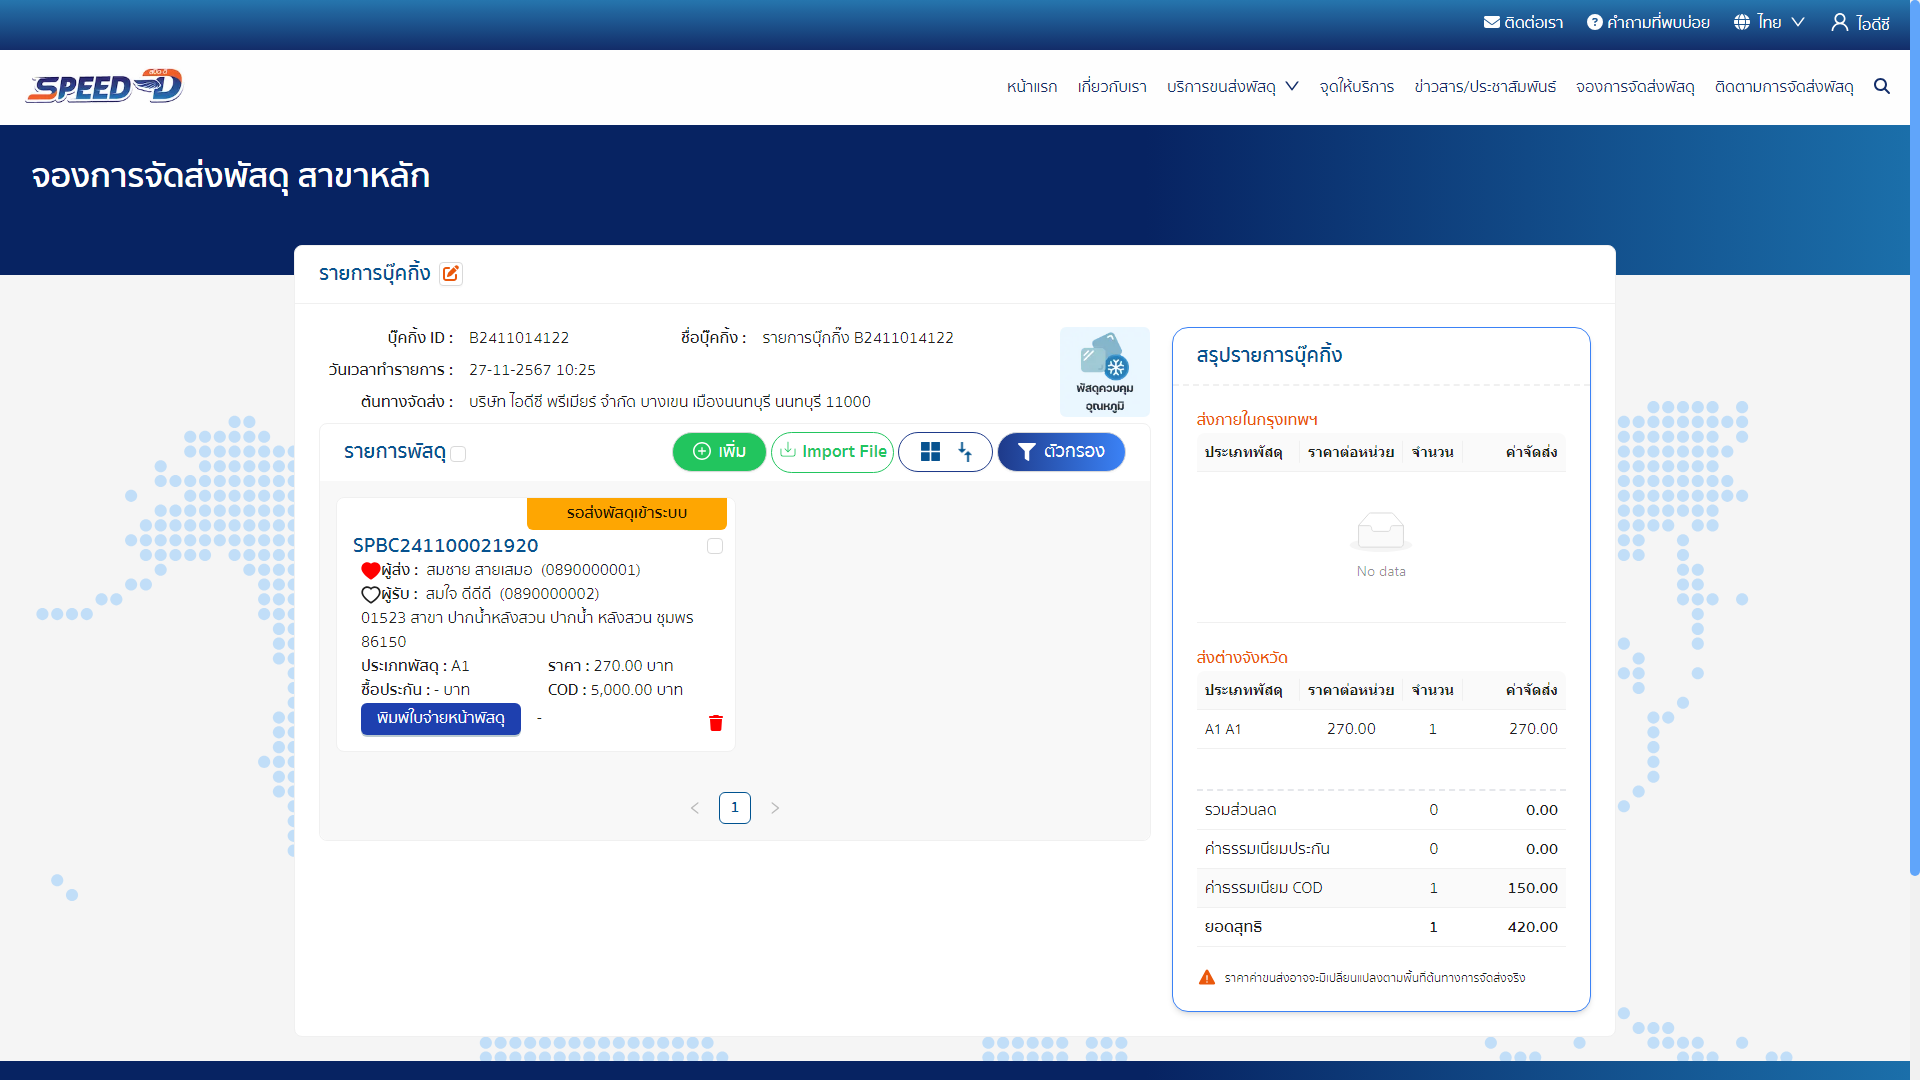 ติดต่อเรา คำถามที่พบบ่อย ไทย ไอดีซี
สปีด-ดี
SPEED-D
หน้าแรก เกี่ยวกับเรา บริการขนส่งพัสดุ จุดให้บริการ ข่าวสาร/ประชาสัมพันธ์ จองการจัดส่งพัสดุ ติดตามการจัดส่งพัสดุ
จองการจัดส่งพัสดุ สาขาหลัก
รายการบุ๊คกิ้ง
บุ๊คกิ้ง ID : B2411014122 ชื่อบุ๊คกิ้ง : รายการบุ๊กกิ๊ง B2411014122
วันเวลาทำรายการ : 27-11-2567 10:25
ต้นทางจัดส่ง : บริษัท ไอดีซี พรีเมียร์ จำกัด บางเขน เมืองนนทบุรี นนทบุรี 11000
พัสดุควบคุม
อุณหภูมิ
รายการพัสดุ เพิ่ม Import File ตัวกรอง
รอส่งพัสดุเข้าระบบ
SPBC241100021920
ผู้ส่ง : สมชาย สายเสมอ (0890000001)
ผู้รับ : สมใจ ดีดีดี (0890000002)
01523 สาขา ปากน้ำหลังสวน ปากน้ำ หลังสวน ชุมพร
86150
ประเภทพัสดุ : A1 ราคา : 270.00 บาท
ซื้อประกัน : - บาท COD : 5,000.00 บาท
พิมพ์ใบจ่ายหน้าพัสดุ -
1
สรุปรายการบุ๊คกิ้ง
ส่งภายในกรุงเทพฯ
ประเภทพัสดุ ราคาต่อหน่วย จำนวน ค่าจัดส่ง
No data
ส่งต่างจังหวัด
ประเภทพัสดุ ราคาต่อหน่วย จำนวน ค่าจัดส่ง
A1 A1 270.00 1 270.00
รวมส่วนลด 0 0.00
ค่าธรรมเนียมประกัน 0 0.00
ค่าธรรมเนียม COD 1 150.00
ยอดสุทธิ 1 420.00
ราคาค่าขนส่งอาจจะมีเปลี่ยนแปลงตามพื้นที่ต้นทางการจัดส่งจริง